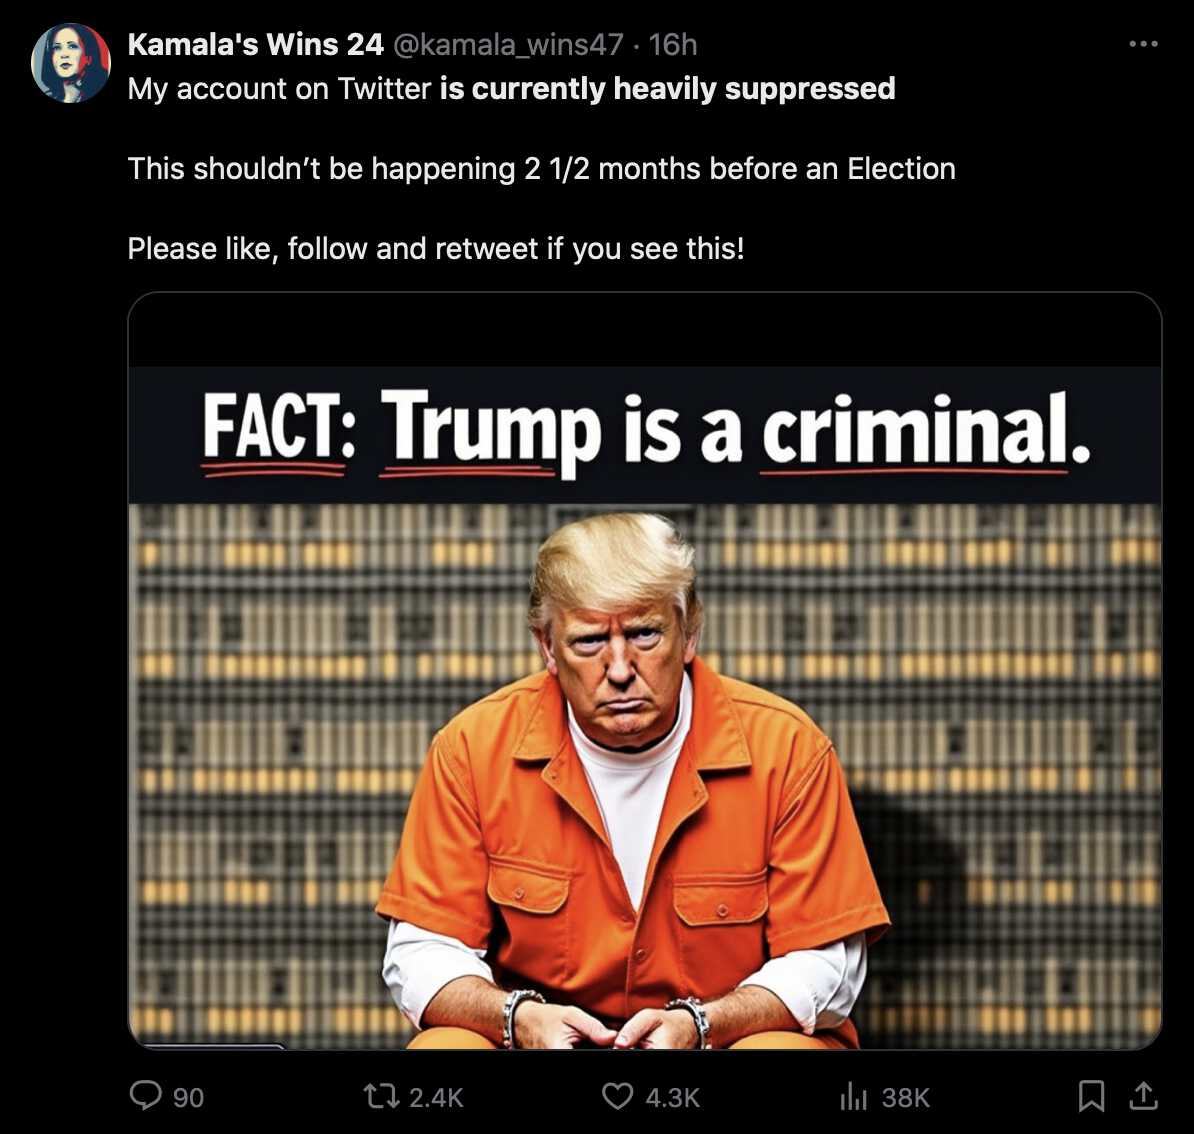 Kamala's Wins 24 @kamala_wins47 · 16h
My account on Twitter is currently heavily suppressed
This shouldn’t be happening 2 1/2 months before an Election
Please like, follow and retweet if you see this!
FACT: Trump is a criminal.
90 2.4K 4.3K 38K